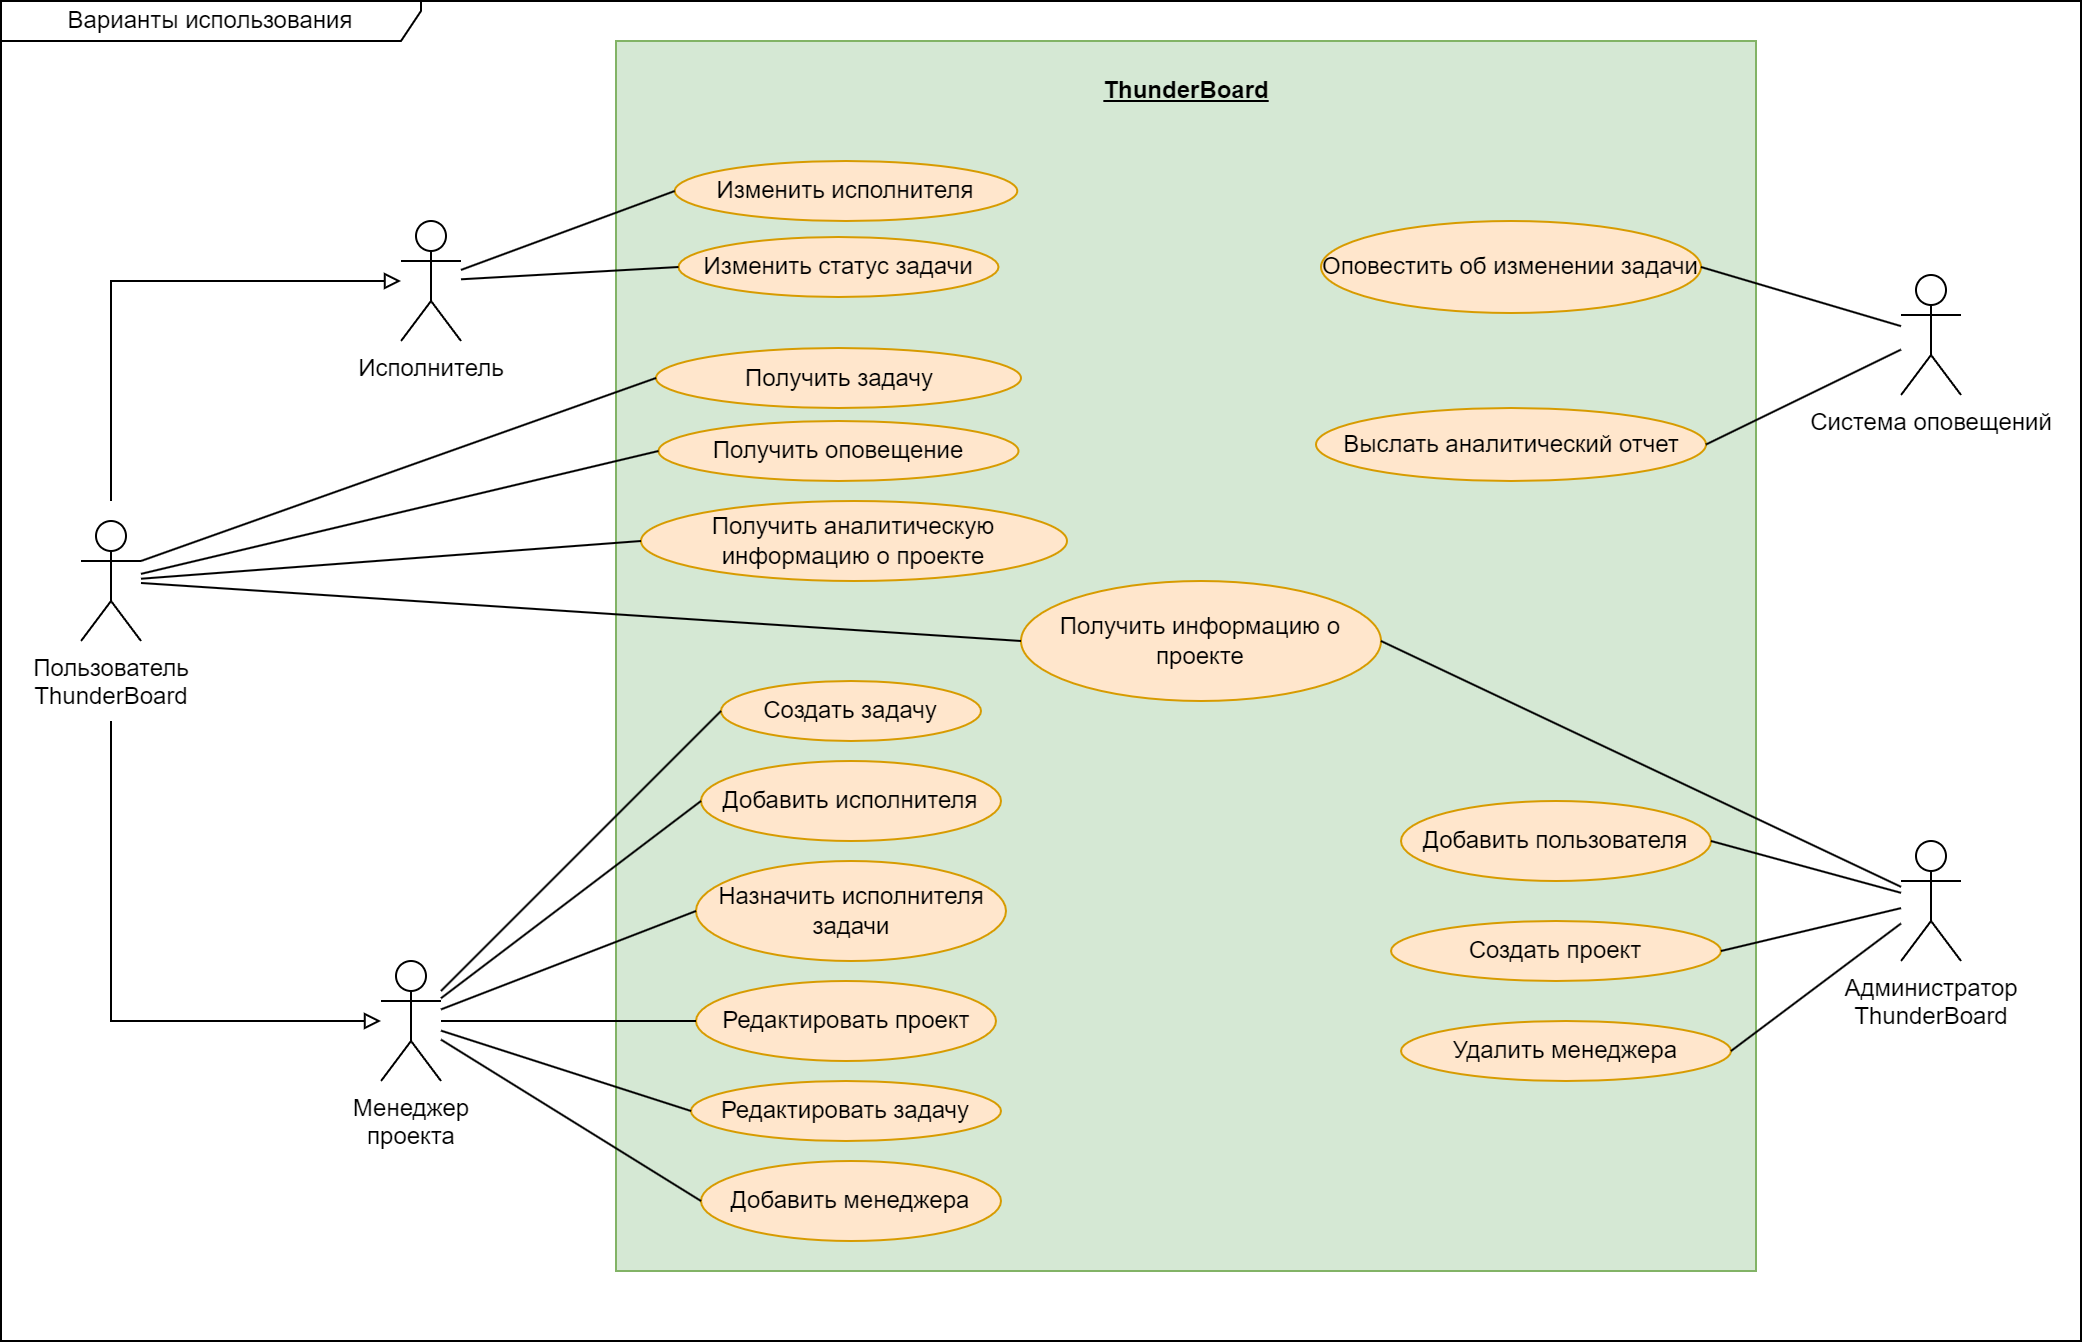 Варианты использования
ThunderBoard
Изменить исполнителя
Изменить статус задачи
Оповестить об изменении задачи
Исполнитель
Получить задачу
Система оповещений
Получить оповещение
Выслать аналитический отчет
Получить аналитическую
информацию о проекте
Получить информацию о
проекте
Пользователь
ThunderBoard
Создать задачу
Добавить исполнителя
Добавить пользователя
Назначить исполнителя
задачи
Создать проект
Администратор
ThunderBoard
Редактировать проект
Удалить менеджера
Менеджер
проекта
Редактировать задачу
Добавить менеджера